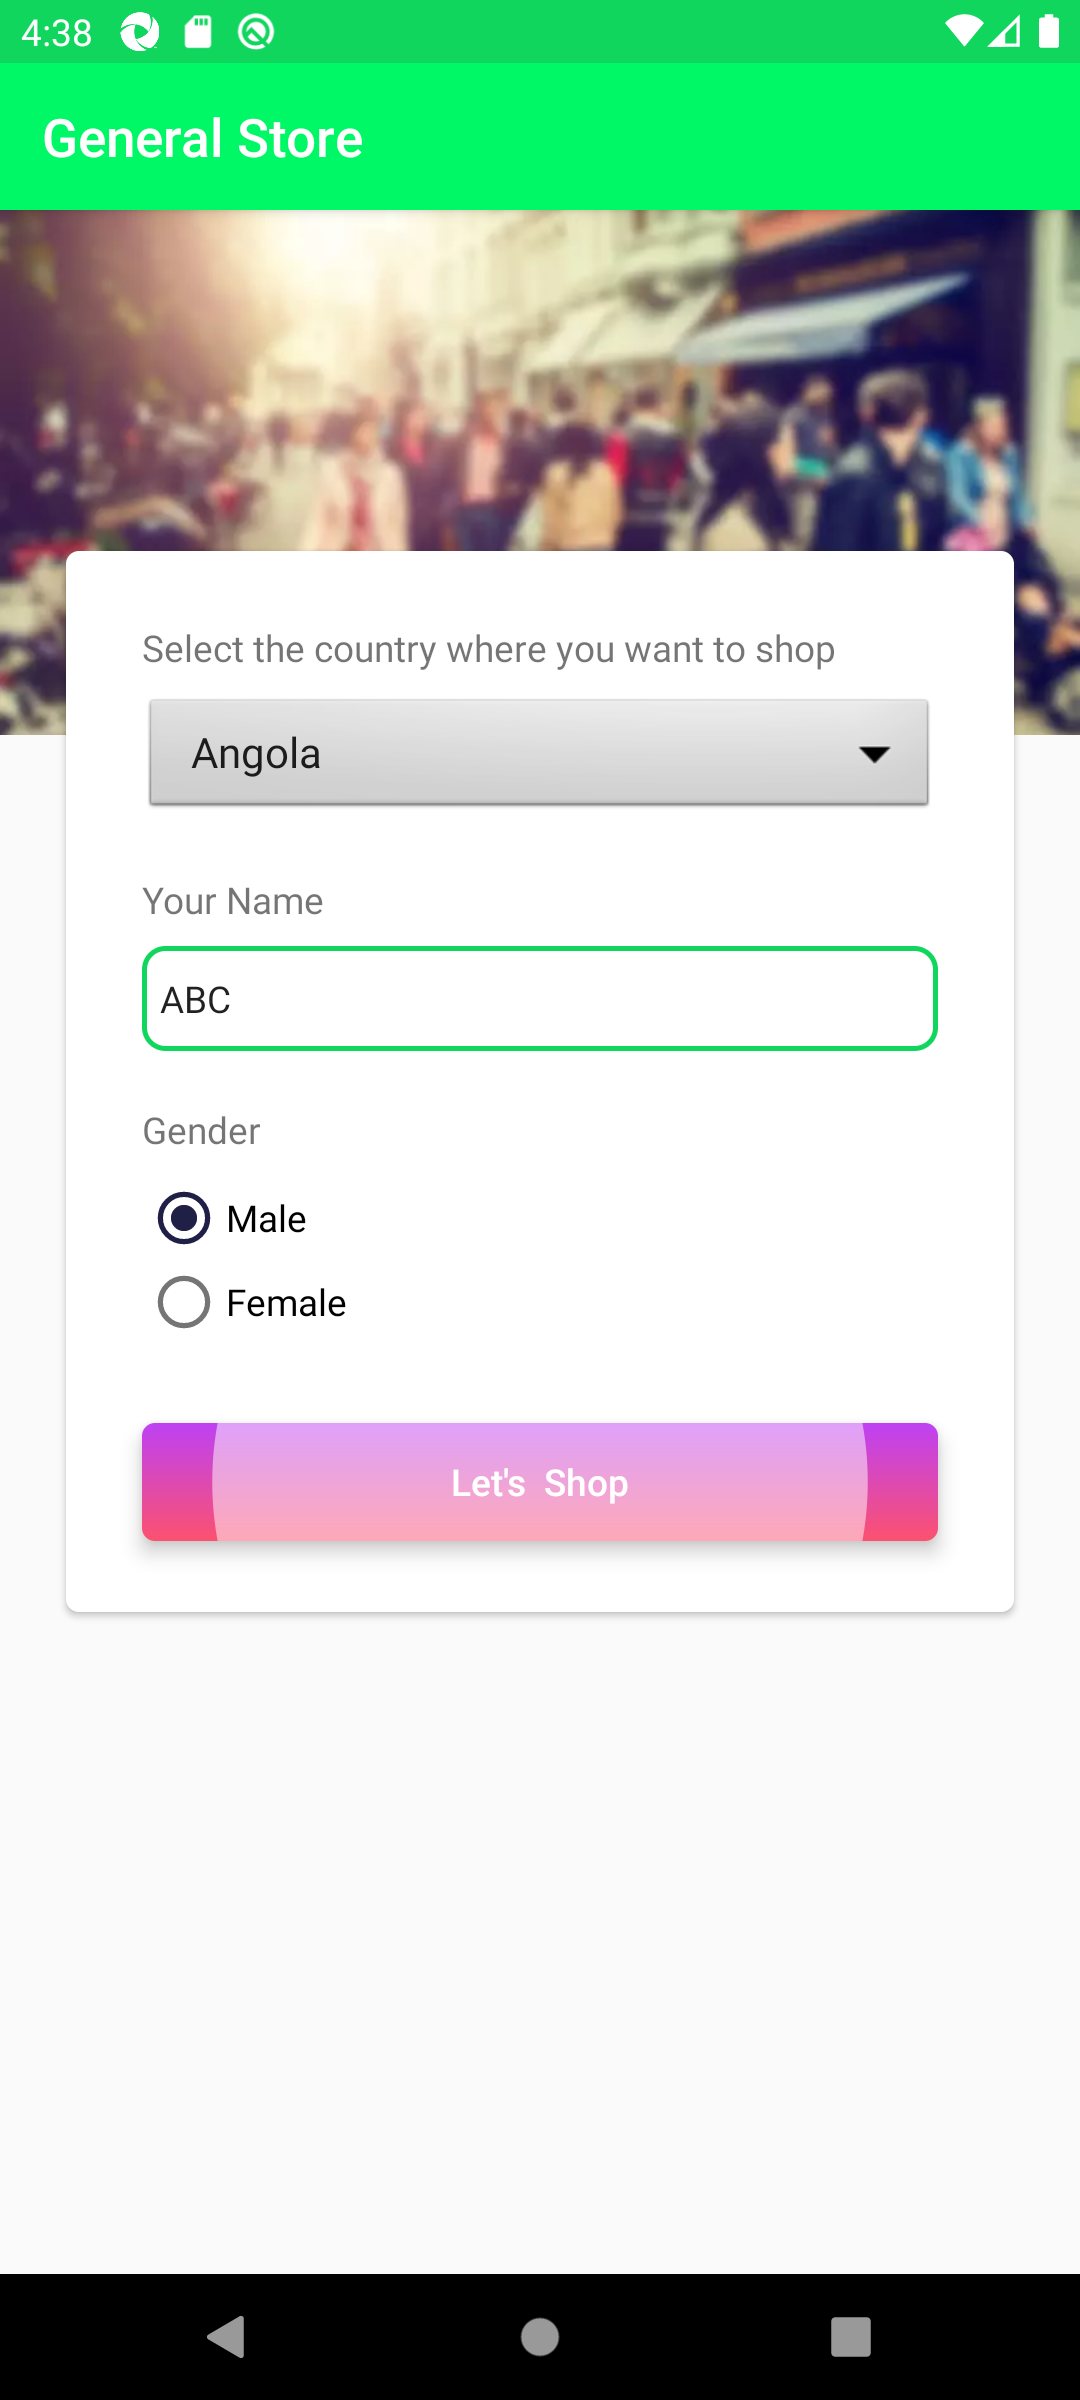 4:38
General Store
Select the country where you want to shop
Angola
Your Name
ABC
Gender
Male
Female
Let's Shop